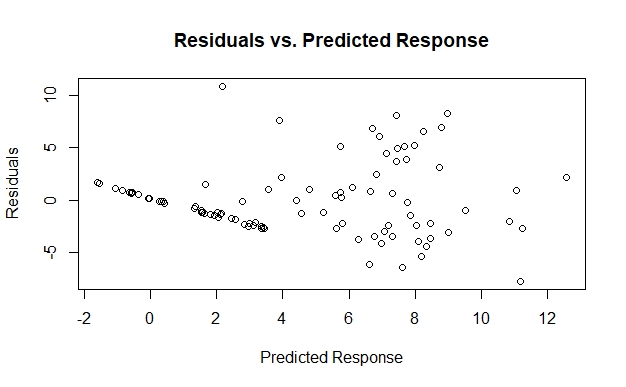 Residuals vs. Predicted Response
10
5
0
-5
Residuals
-2 0 2 4 6 8 10 12
Predicted Response